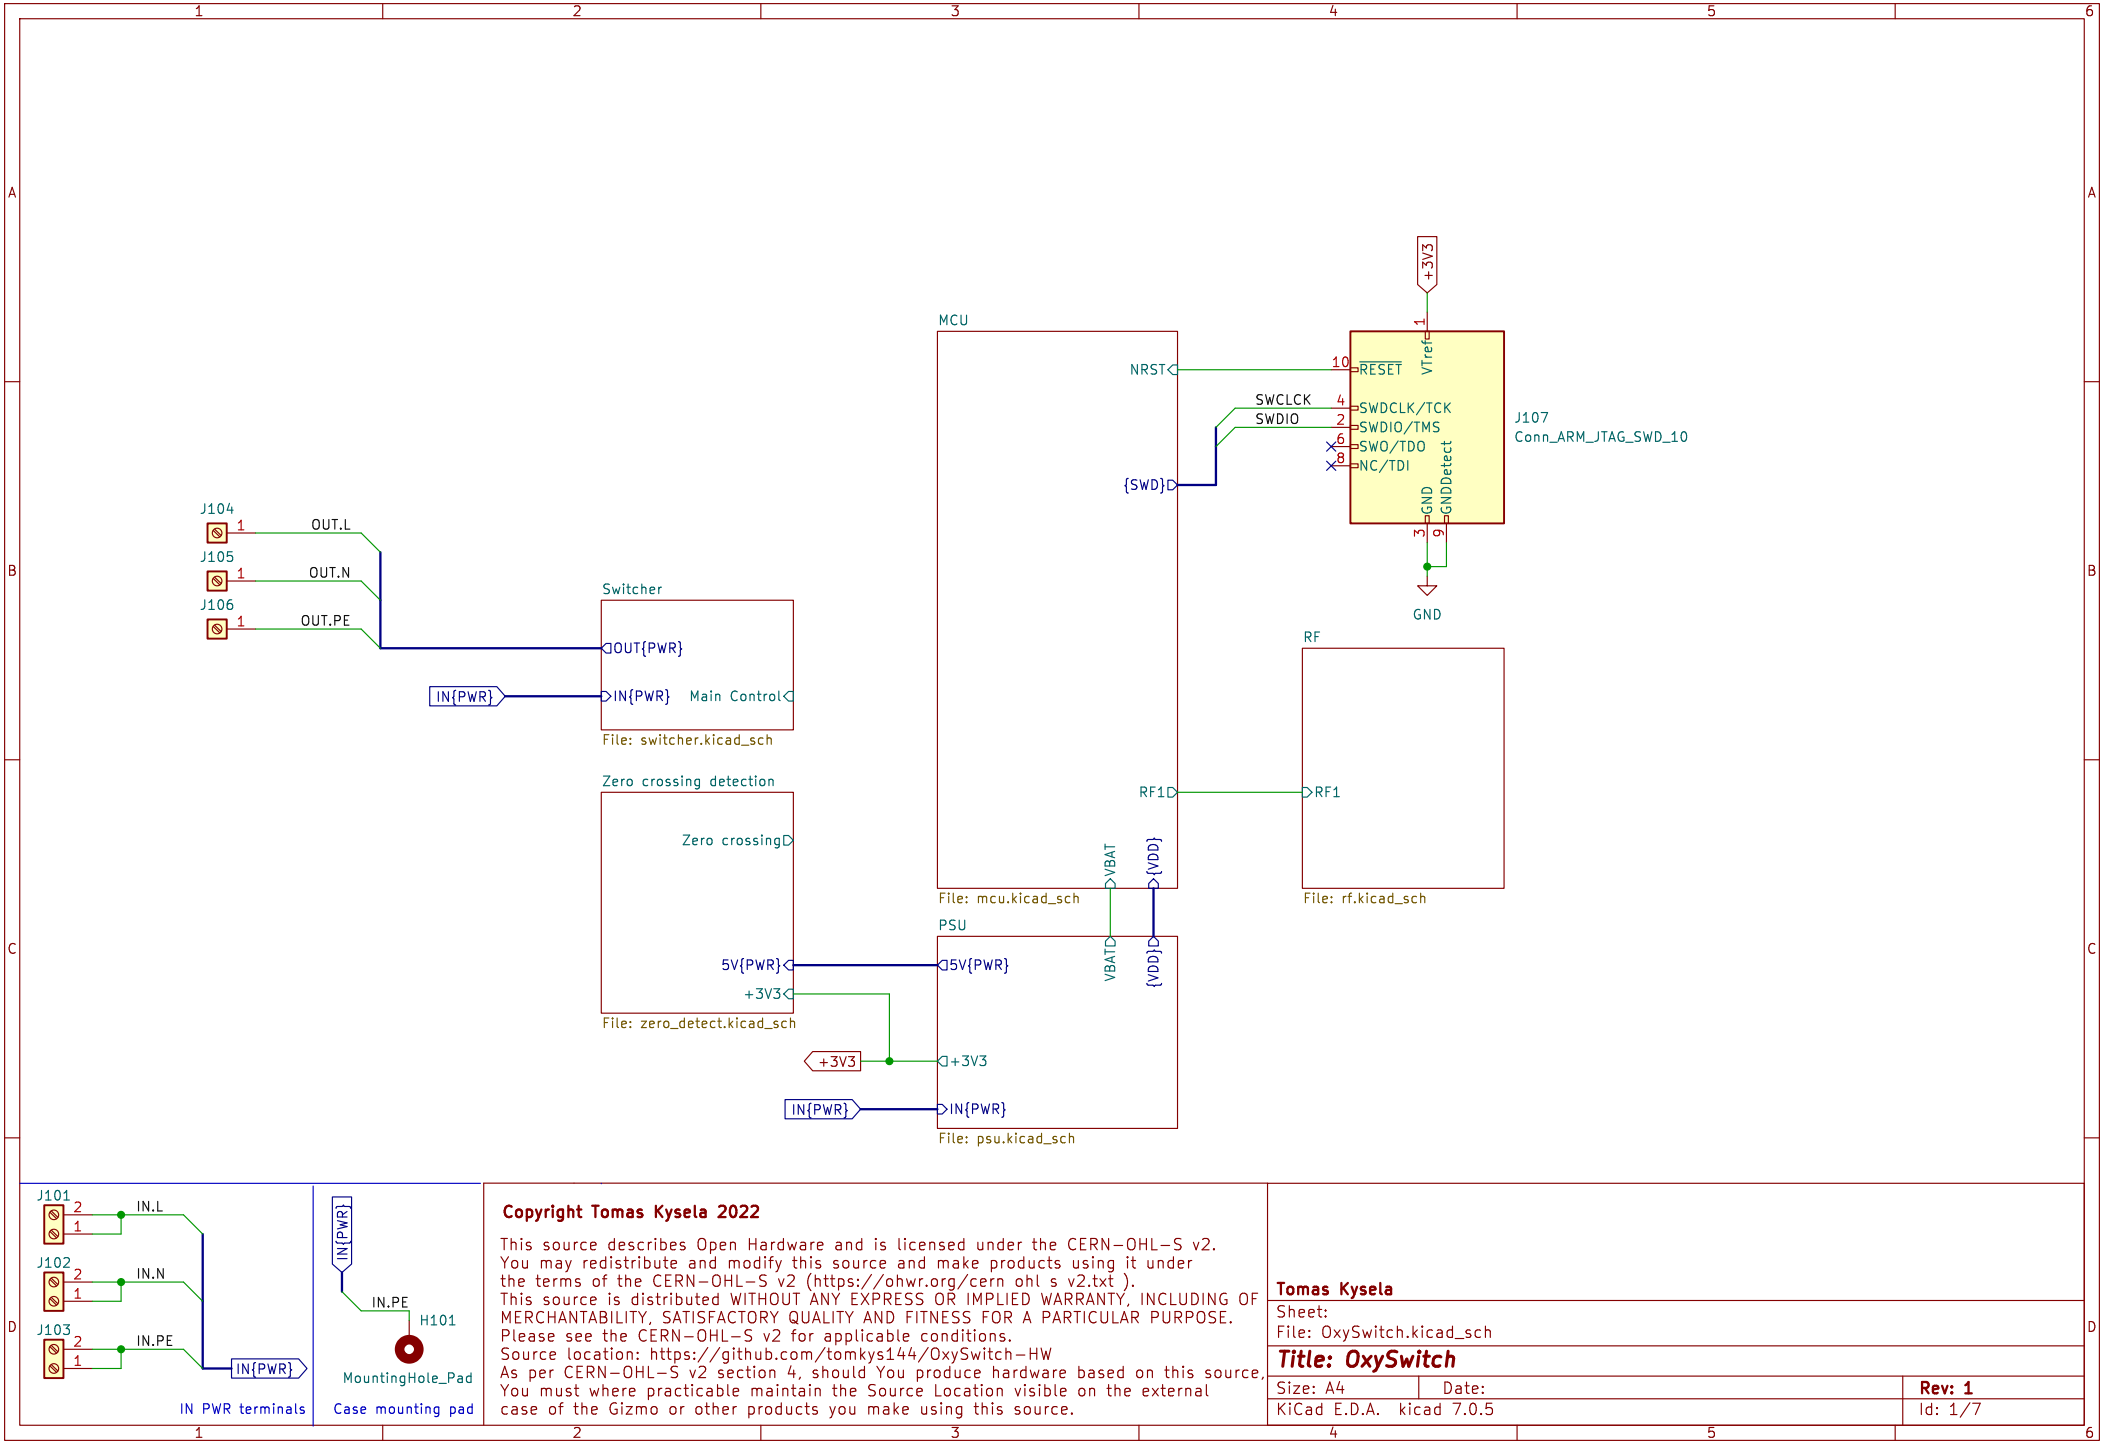 1 2 3 4 5 6
A A
B B
C C
D D
+3V3
MCU
NRST
{SWD}
RF1
VBAT
{VDD}
File: mcu.kicad_sch
SWCLCK
SWDIO
1
VTref
10 RESET
4 SWDCLK/TCK
2 SWDIO/TMS
6 SWO/TDO
8 NC/TDI
GND
GNDDetect
3
9
J107
Conn_ARM_JTAG_SWD_10
GND
J104
1
OUT.L
J105
1
OUT.N
J106
1
OUT.PE
Switcher
OUT{PWR}
IN{PWR}
IN{PWR}
Main Control
File: switcher.kicad_sch
RF
RF1
File: rf.kicad_sch
Zero crossing detection
Zero crossing
5V{PWR}
+3V3
File: zero_detect.kicad_sch
PSU
VBAT
{VDD}
5V{PWR}
+3V3
+3V3
IN{PWR}
IN{PWR}
File: psu.kicad_sch
J101
2
1
IN.L
J102
2
1
IN.N
J103
2
1
IN.PE
IN{PWR}
IN PWR terminals
IN{PWR}
IN.PE
H101
MountingHole_Pad
Case mounting pad
Copyright Tomas Kysela 2022
This source describes Open Hardware and is licensed under the CERN-OHL-S v2.
You may redistribute and modify this source and make products using it under
the terms of the CERN-OHL-S v2 (https://ohwr.org/cern ohl s v2.txt ).
This source is distributed WITHOUT ANY EXPRESS OR IMPLIED WARRANTY, INCLUDING OF
MERCHANTABILITY, SATISFACTORY QUALITY AND FITNESS FOR A PARTICULAR PURPOSE.
Please see the CERN-OHL-S v2 for applicable conditions.
Source location: https://github.com/tomkys144/OxySwitch-HW
As per CERN-OHL-S v2 section 4, should You produce hardware based on this source,
You must where practicable maintain the Source Location visible on the external
case of the Gizmo or other products you make using this source.
Tomas Kysela
Sheet:
File: OxySwitch.kicad_sch
Title: OxySwitch
Size: A4 Date: Rev: 1
KiCad E.D.A. kicad 7.0.5 Id: 1/7
1 2 3 4 5 6